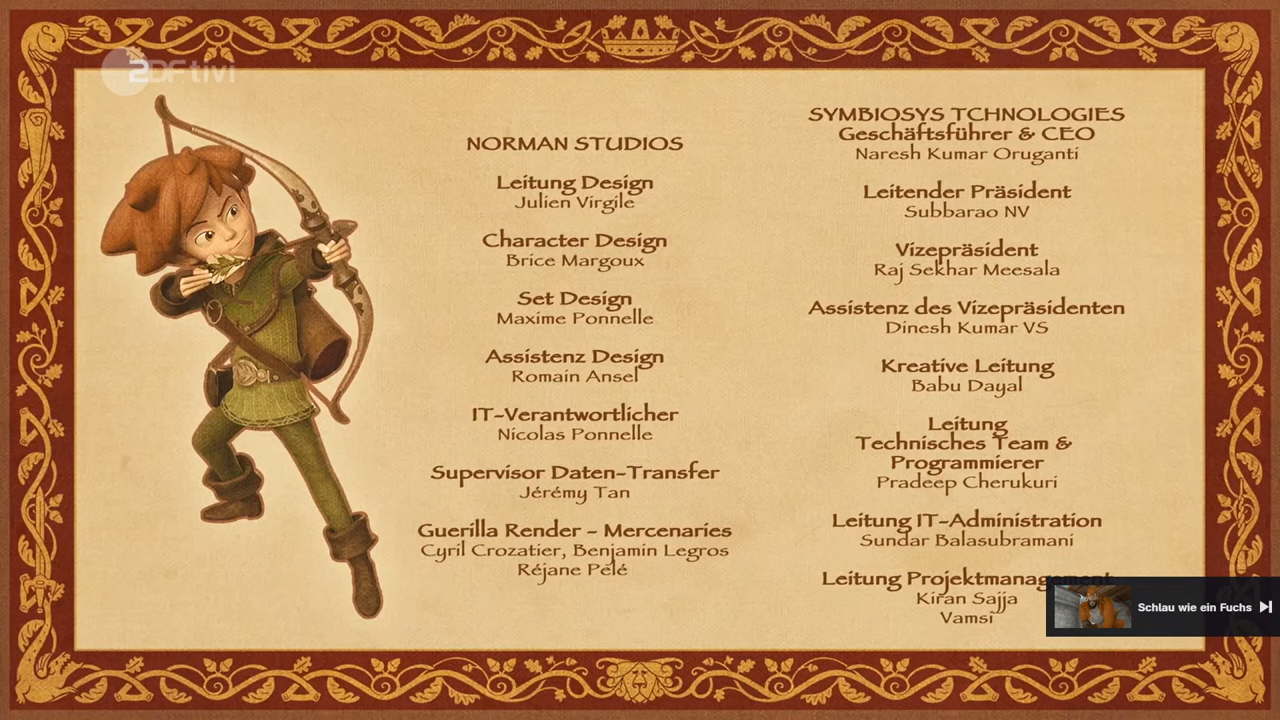 ZDFtivi
NORMAN STUDIOS
Leitung Design
Julien Virgile
Character Design
Brice Margoux
Set Design
Maxime Ponnelle
Assistenz Design
Romain Ansel
IT-Verantwortlicher
Nicolas Ponnelle
Supervisor Daten-Transfer
Jérémy Tan
Guerilla Render - Mercenaries
Cyril Crozatier, Benjamin Legros
Réjane Pelé
SYMBIOSYS TCHNOLOGIES
Geschäftsführer & CEO
Naresh Kumar Oruganti
Leitender Präsident
Subbarao NV
Vizepräsident
Raj Sekhar Meesala
Assistenz des Vizepräsidenten
Dinesh Kumar VS
Kreative Leitung
Babu Dayal
Leitung
Technisches Team &
Programmierer
Pradeep Cherukuri
Leitung IT-Administration
Sundar Balasubramani
Leitung Projektmanagement
Kiran Sajja
Vamsi
Schlau wie ein Fuchs